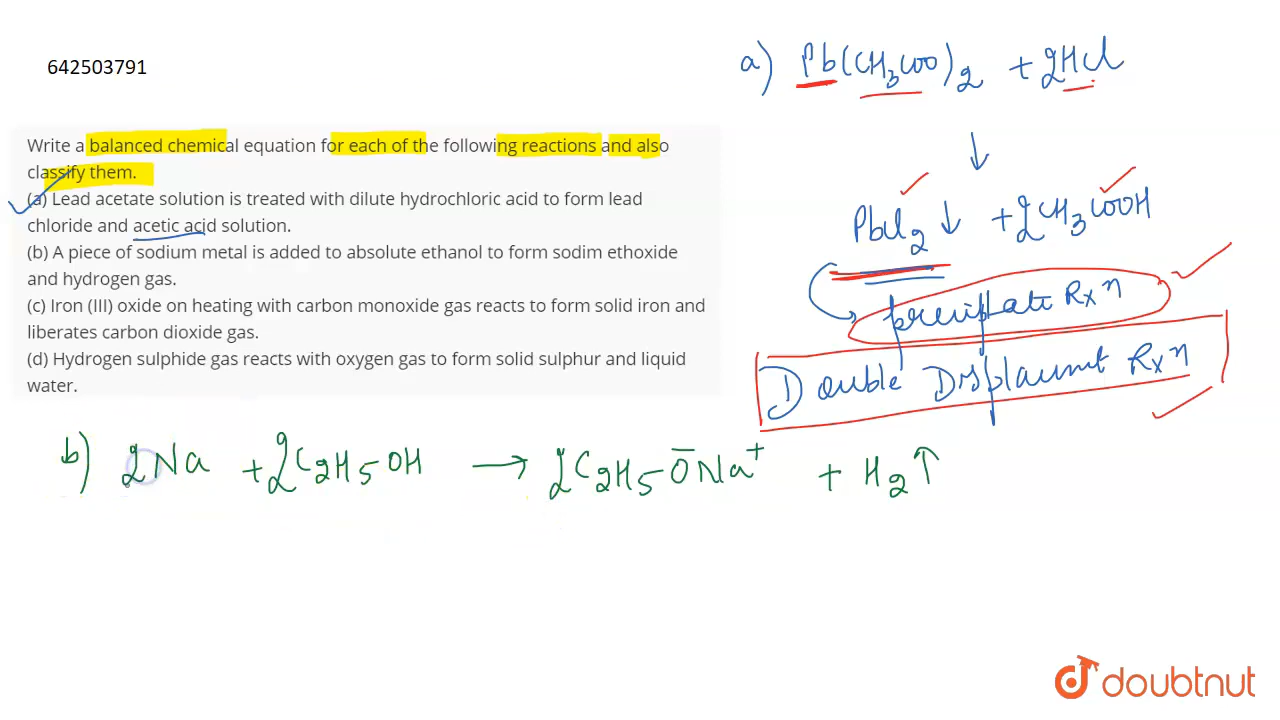 642503791
Write a balanced chemical equation for each of the following reactions and also
classify them.
(a) Lead acetate solution is treated with dilute hydrochloric acid to form lead
chloride and acetic acid solution.
(b) A piece of sodium metal is added to absolute ethanol to form sodim ethoxide
and hydrogen gas.
(c) Iron (III) oxide on heating with carbon monoxide gas reacts to form solid iron and
liberates carbon dioxide gas.
(d) Hydrogen sulphide gas reacts with oxygen gas to form solid sulphur and liquid
water.
a) Pb(CH₃COO)₂ + 2HCl
↓
PbCl₂ ↓ + 2CH₃COOH
Rxn
Double Rxn
b) 2Na + 2C₂H₅OH → 2C₂H₅O⁻Na⁺ + H₂↑
doubtnut